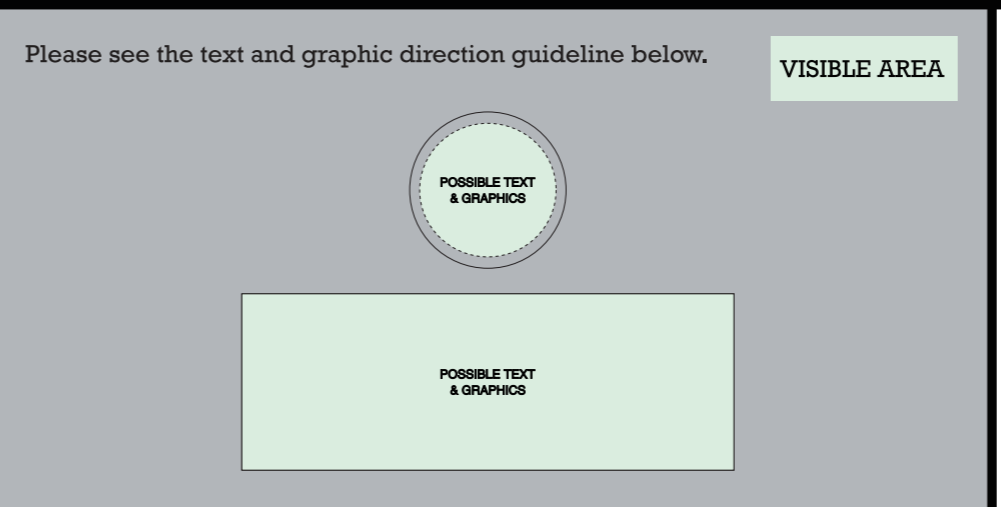 Please see the text and graphic direction guideline below.
VISIBLE AREA
POSSIBLE TEXT
& GRAPHICS
POSSIBLE TEXT
& GRAPHICS